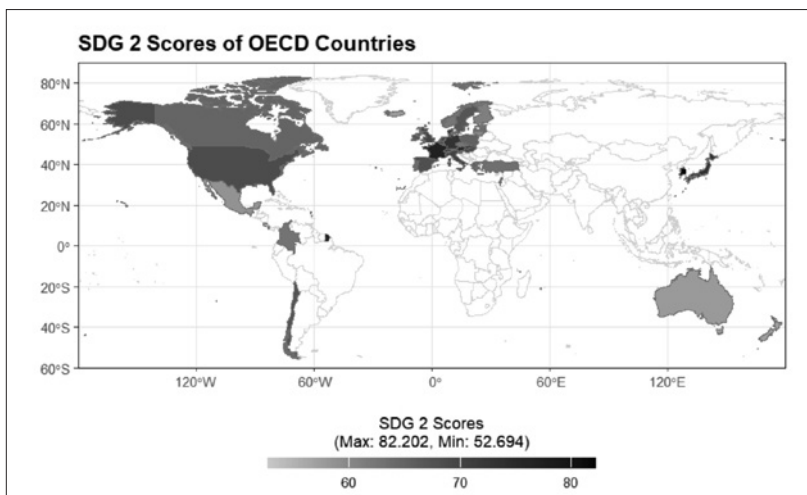 SDG 2 Scores of OECD Countries
80°N
60°N
40°N
20°N
0°
20°S
40°S
60°S
120°W 60°W 0° 60°E 120°E
SDG 2 Scores
(Max: 82.202, Min: 52.694)
60 70 80